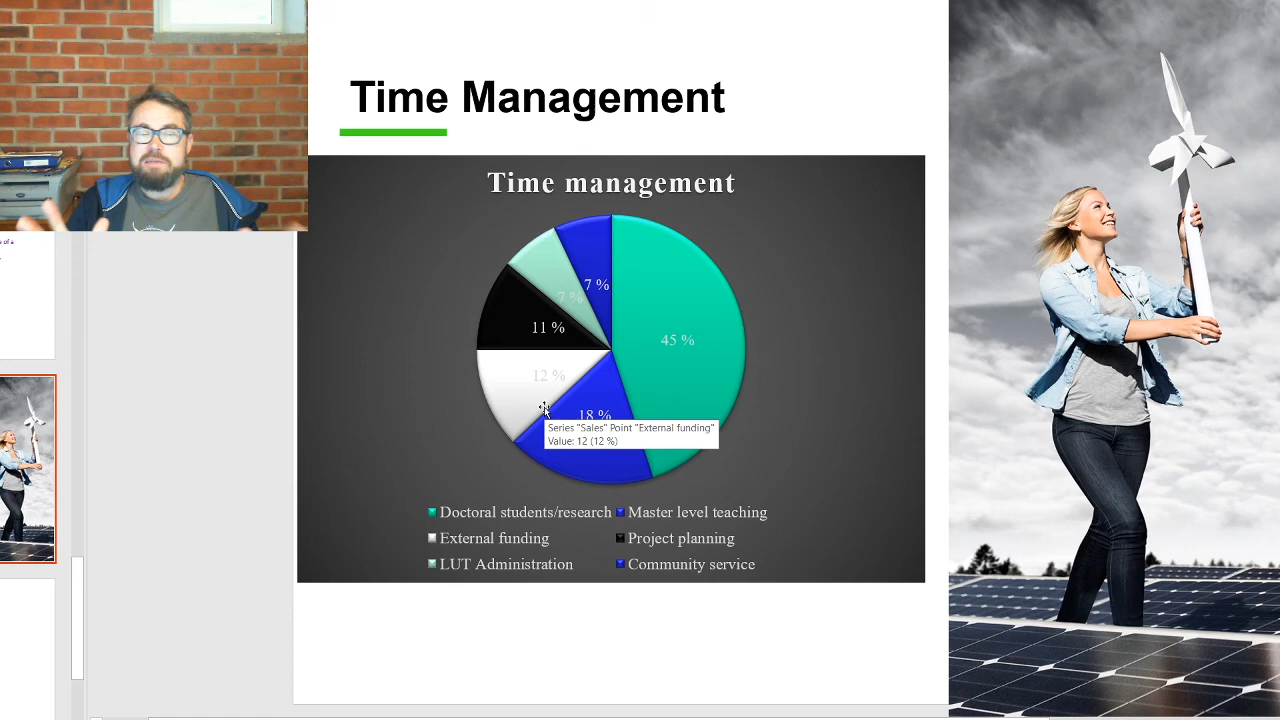 Time Management
Time management
7 %
7 %
45 %
11 %
12 %
18 %
Series "Sales" Point "External funding"
Value: 12 (12 %)
Doctoral students/research
Master level teaching
External funding
Project planning
LUT Administration
Community service